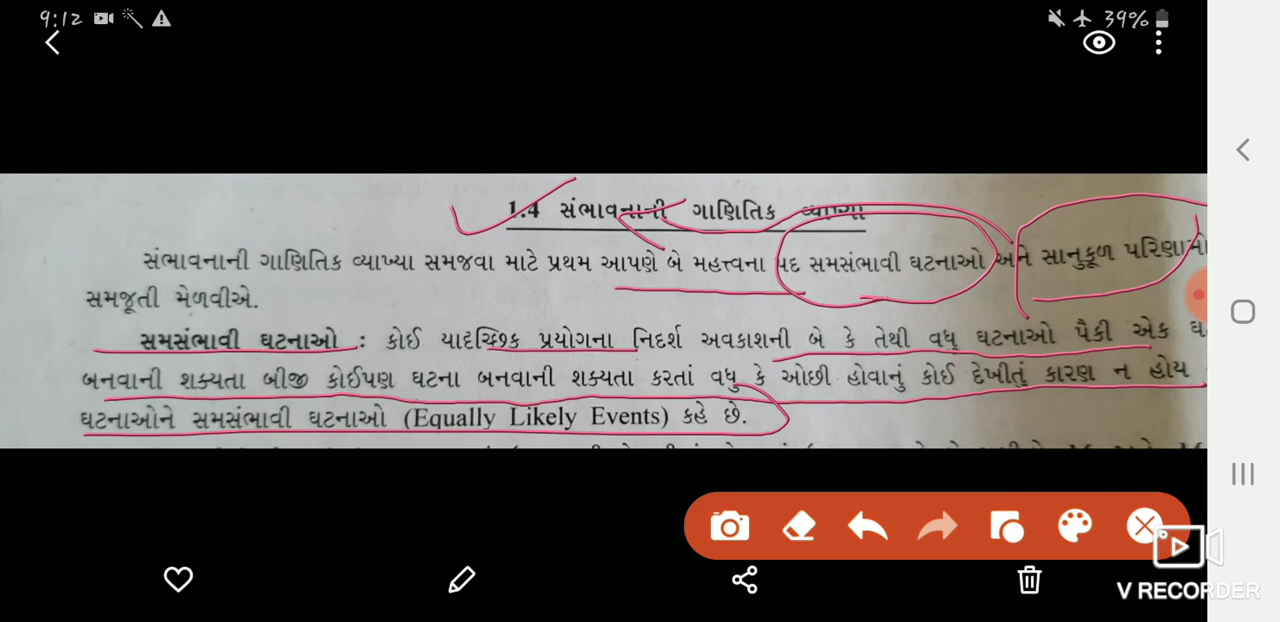 9:12 39%
1.4 સંભાવનાની ગાણિતિક વ્યાખ્યા
સંભાવનાની ગાણિતિક વ્યાખ્યા સમજવા માટે પ્રથમ આપણે બે મહત્ત્વના પદ સમસંભાવી ઘટનાઓ અને સાનુકૂળ પરિણામો
સમજૂતી મેળવીએ.
સમસંભાવી ઘટનાઓ : કોઈ યાદચ્છિક પ્રયોગના નિદર્શ અવકાશની બે કે તેથી વધુ ઘટનાઓ પૈકી એક
બનવાની શક્યતા બીજી કોઈપણ ઘટના બનવાની શક્યતા કરતાં વધુ કે ઓછી હોવાનું કોઈ દેખીતું કારણ ન હોય
ઘટનાઓને સમસંભાવી ઘટનાઓ (Equally Likely Events) કહે છે.
V RECORDER